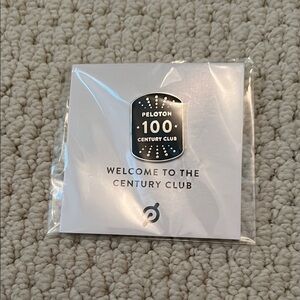 PELOTON
· 100 ·
CENTURY CLUB
WELCOME TO THE
CENTURY CLUB